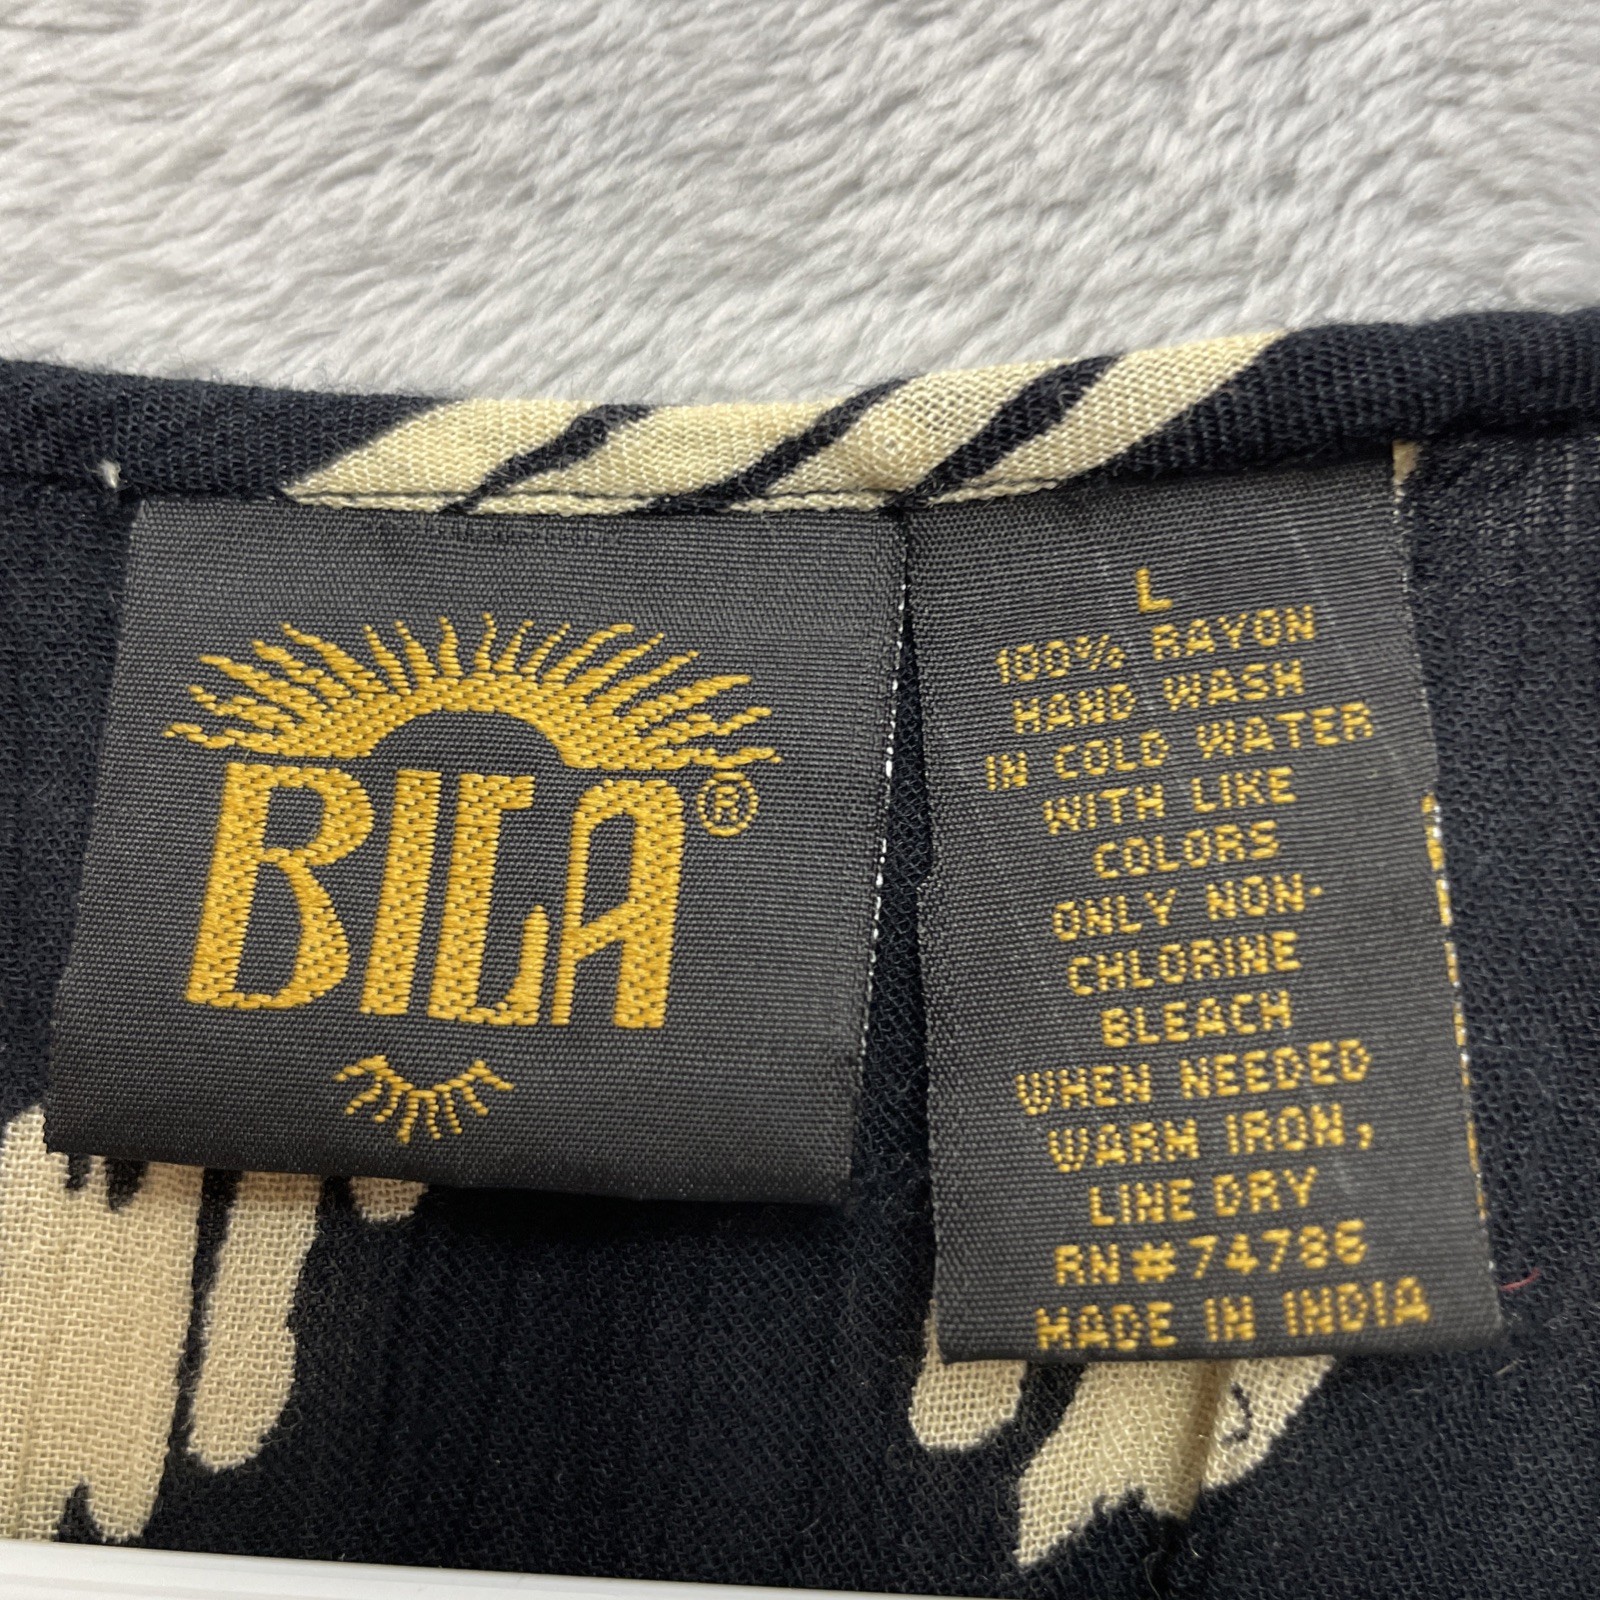 BILA®
L
100% RAYON
HAND WASH
IN COLD WATER
WITH LIKE
COLORS
ONLY NON-
CHLORINE
BLEACH
WHEN NEEDED
WARM IRON,
LINE DRY
RN#74786
MADE IN INDIA